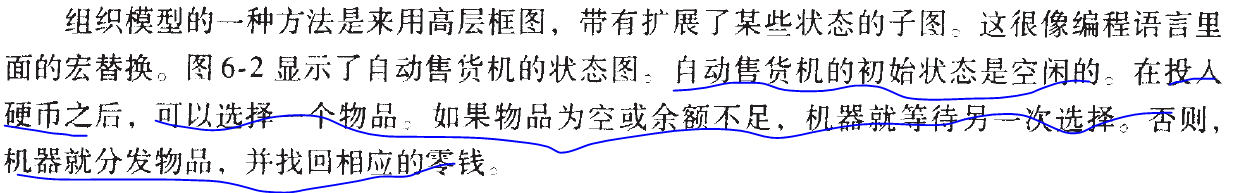 组织模型的一种方法是来用高层框图，带有扩展了某些状态的子图。这很像编程语言里
面的宏替换。图6-2显示了自动售货机的状态图。自动售货机的初始状态是空闲的。在投入
硬币之后，可以选择一个物品。如果物品为空或余额不足，机器就等待另一次选择。否则，
机器就分发物品，并找回相应的零钱。